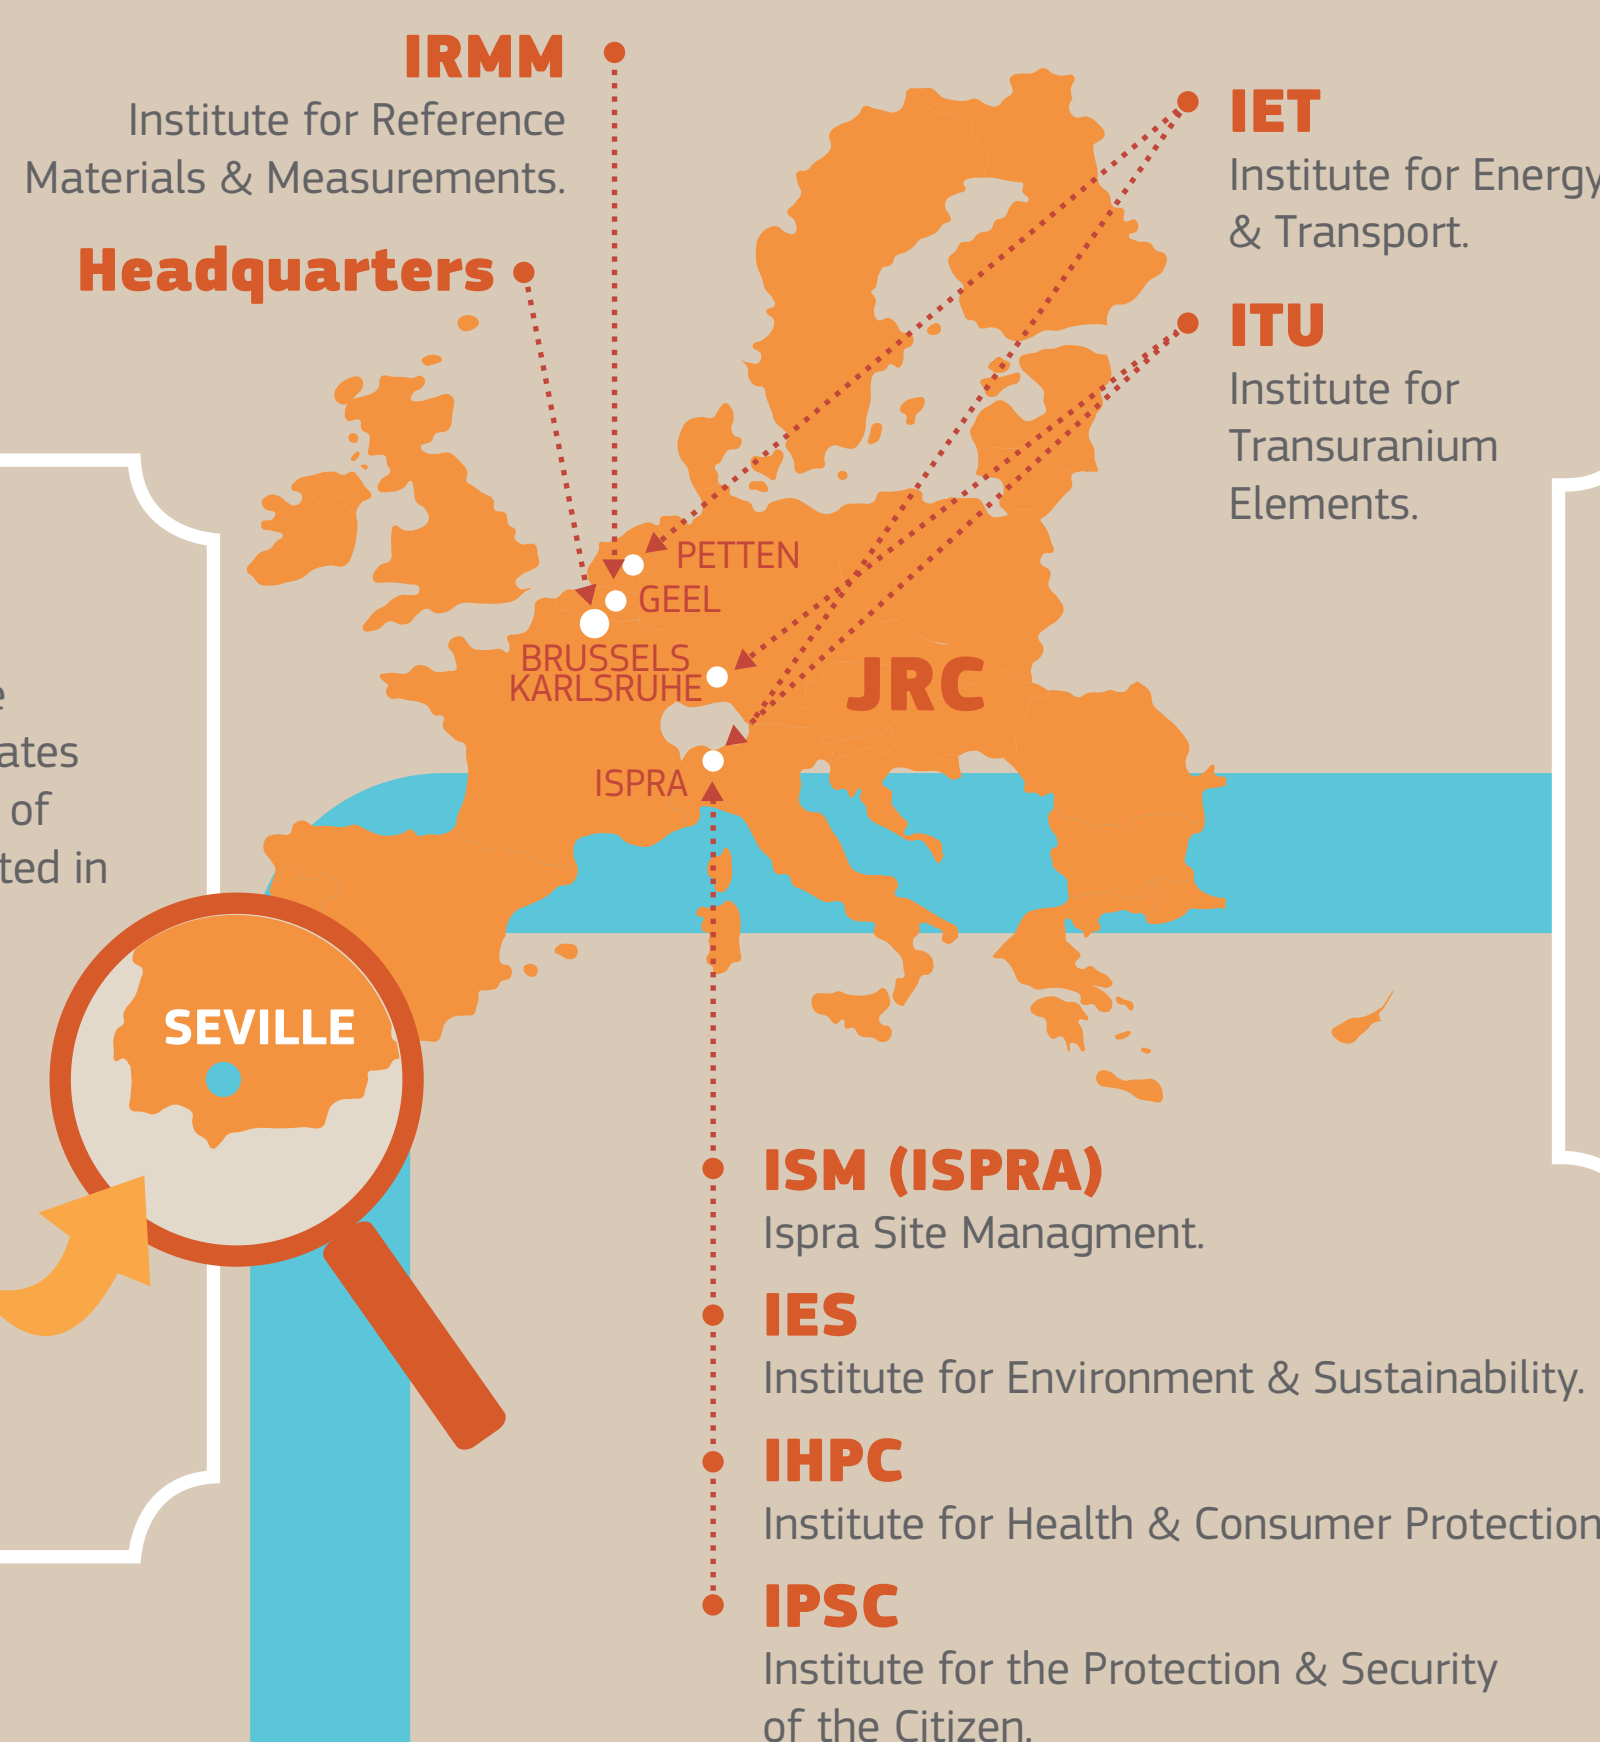 IRMM
Institute for Reference
Materials & Measurements.
Headquarters
IET
Institute for Energy
& Transport.
ITU
Institute for
Transuranium
Elements.
PETTEN
GEEL
BRUSSELS
KARLSRUHE
JRC
ISPRA
of
ted in
SEVILLE
ISM (ISPRA)
Ispra Site Managment.
IES
Institute for Environment & Sustainability.
IHPC
Institute for Health & Consumer Protection
IPSC
Institute for the Protection & Security
of the Citizen.